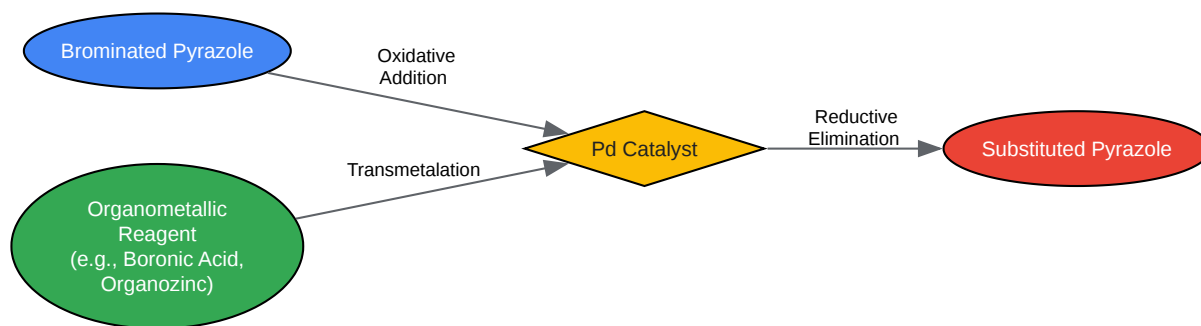 Brominated Pyrazole
Oxidative
Addition
Organometallic
Reagent
(e.g., Boronic Acid,
Organozinc)
Transmetalation
Pd Catalyst
Reductive
Elimination
Substituted Pyrazole